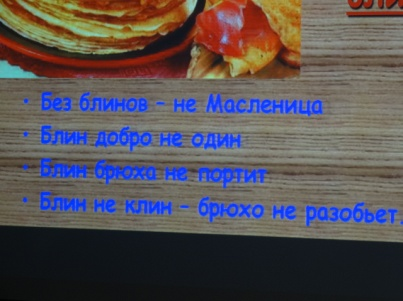 • Без блинов – не Масленица
• Блин добро не один
• Блин брюха не портит
• Блин не клин – брюхо не разобьет.